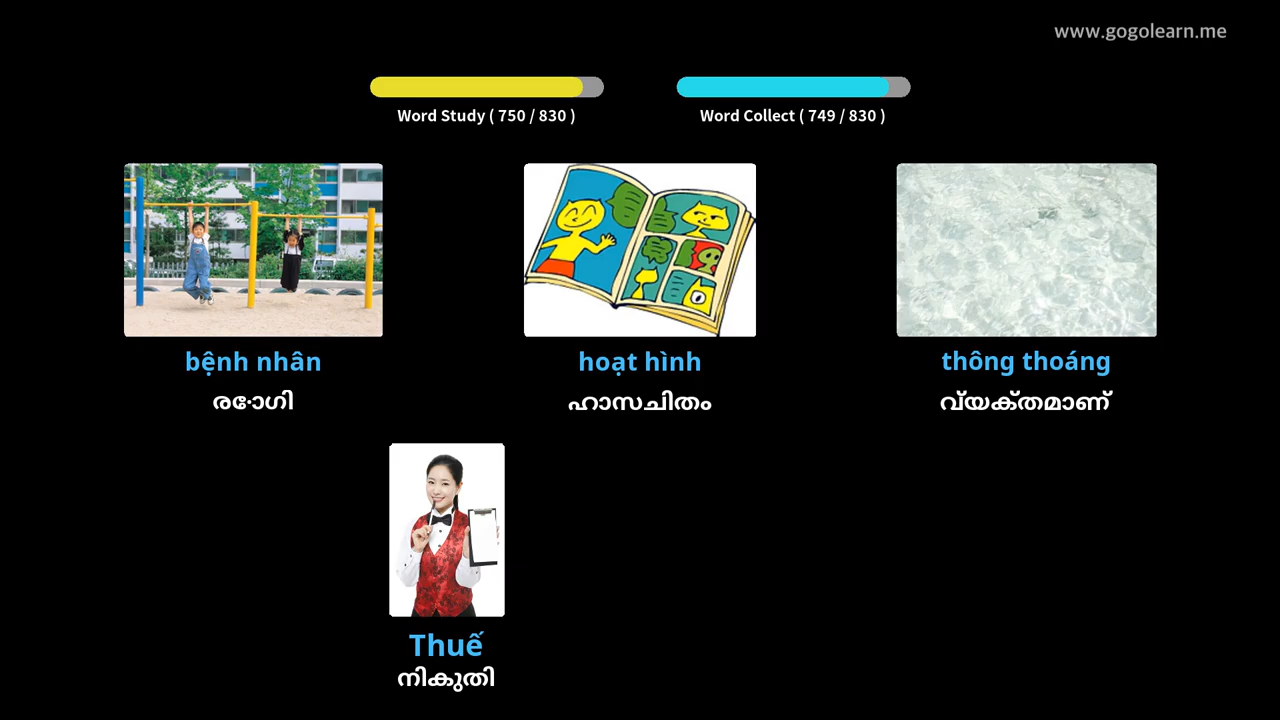 www.gogolearn.me
Word Study ( 750 / 830 )
Word Collect ( 749 / 830 )
bệnh nhân
hoạt hình
thông thoáng
രോഗി
ഹാസചിതം
വ്യക്തമാണ്
Thuế
നികുതി